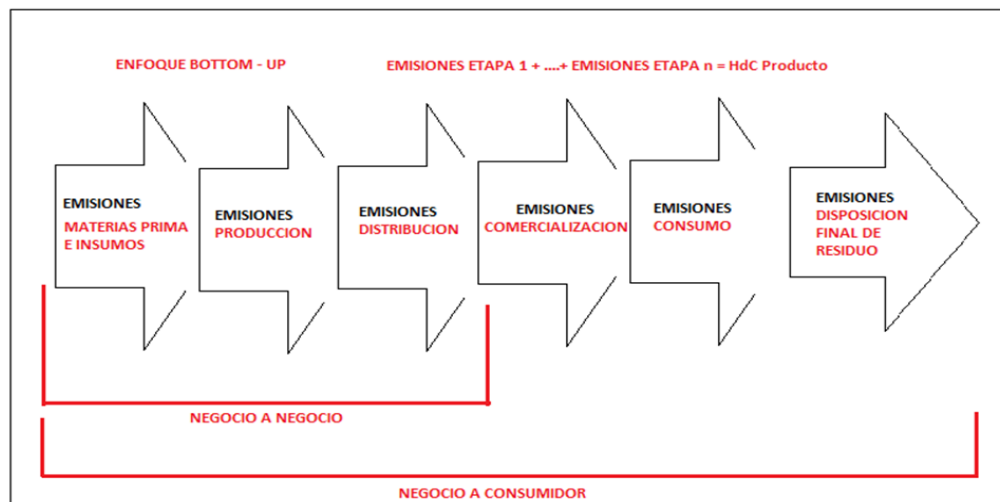 ENFOQUE BOTTOM - UP
EMISIONES ETAPA 1 + ....+ EMISIONES ETAPA n = HdC Producto
EMISIONES
MATERIAS PRIMA
E INSUMOS
EMISIONES
PRODUCCION
EMISIONES
DISTRIBUCION
EMISIONES
COMERCIALIZACION
EMISIONES
CONSUMO
EMISIONES
DISPOSICION
FINAL DE
RESIDUO
NEGOCIO A NEGOCIO
NEGOCIO A CONSUMIDOR